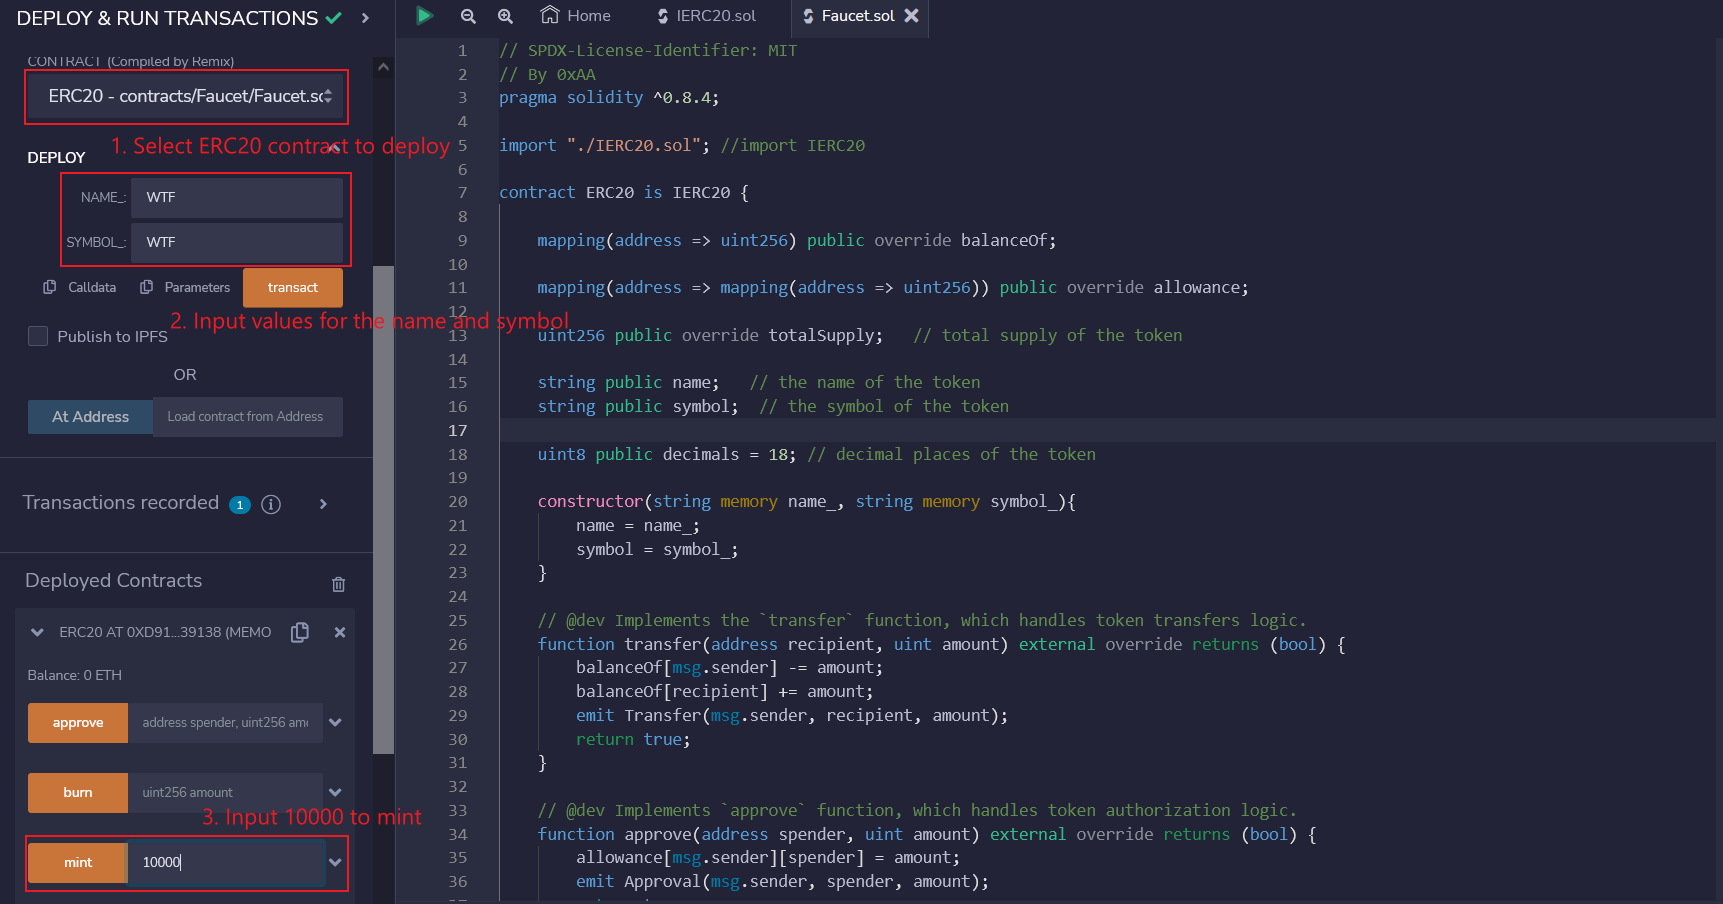 DEPLOY & RUN TRANSACTIONS
CONTRACT (Compiled by Remix)
ERC20 - contracts/Faucet/Faucet.sc
1. Select ERC20 contract to deploy
DEPLOY
NAME_: WTF
SYMBOL_: WTF
Calldata Parameters transact
2. Input values for the name and symbol
Publish to IPFS
OR
At Address Load contract from Address
Transactions recorded 1 i
Deployed Contracts
ERC20 AT 0XD91...39138 (MEMO
Balance: 0 ETH
approve address spender, uint256 amo
burn uint256 amount
3. Input 10000 to mint
mint 10000
Home IERC20.sol Faucet.sol
1 // SPDX-License-Identifier: MIT
2 // By 0xAA
3 pragma solidity ^0.8.4;
4
5 import "./IERC20.sol"; //import IERC20
6
7 contract ERC20 is IERC20 {
8
9 mapping(address => uint256) public override balanceOf;
10
11 mapping(address => mapping(address => uint256)) public override allowance;
12
13 uint256 public override totalSupply; // total supply of the token
14
15 string public name; // the name of the token
16 string public symbol; // the symbol of the token
17
18 uint8 public decimals = 18; // decimal places of the token
19
20 constructor(string memory name_, string memory symbol_){
21 name = name_;
22 symbol = symbol_;
23 }
24
25 // @dev Implements the `transfer` function, which handles token transfers logic.
26 function transfer(address recipient, uint amount) external override returns (bool) {
27 balanceOf[msg.sender] -= amount;
28 balanceOf[recipient] += amount;
29 emit Transfer(msg.sender, recipient, amount);
30 return true;
31 }
32
33 // @dev Implements `approve` function, which handles token authorization logic.
34 function approve(address spender, uint amount) external override returns (bool) {
35 allowance[msg.sender][spender] = amount;
36 emit Approval(msg.sender, spender, amount);